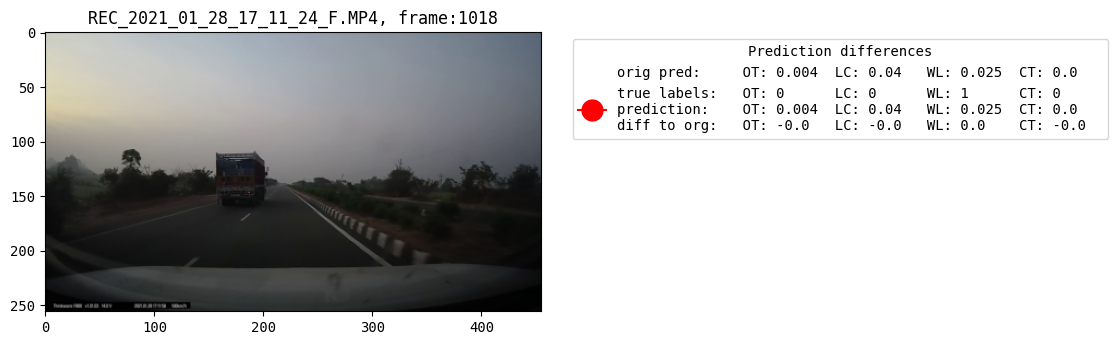 REC_2021_01_28_17_11_24_F.MP4, frame:1018
0
50
100
150
200
250
0
100
200
300
400
Prediction differences
orig pred: OT: 0.004 LC: 0.04 WL: 0.025 CT: 0.0
true labels: OT: 0 LC: 0 WL: 1 CT: 0
prediction: OT: 0.004 LC: 0.04 WL: 0.025 CT: 0.0
diff to org: OT: -0.0 LC: -0.0 WL: 0.0 CT: -0.0